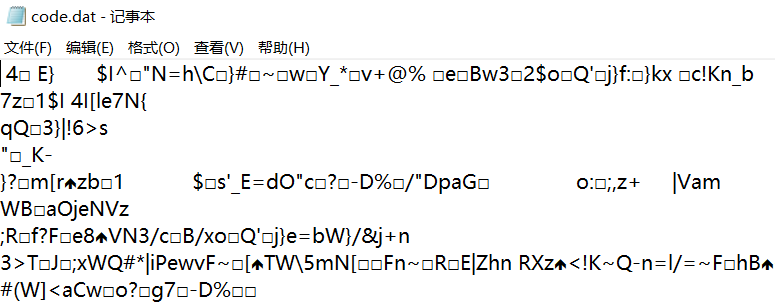 code.dat - 记事本
文件(F) 编辑(E) 格式(O) 查看(V) 帮助(H)
4□ E} $I^□"N=h\C□}#□~□w□Y_*□v+@% □e□Bw3□2$o□Q'□j}f:□}kx □c!Kn_b
7z□1$I 4I[le7N{
qQ□3}|!6>s
"□_K-
}?□m[r♠zb□1 $□s'_E=dO"c□?□-D%□/"DpaG□ o:□;,z+ |Vam
WB□aOjeNVz
;R□f?F□e8♠VN3/c□B/xo□Q'□j}e=bW}/&j+n
3>T□J□;xWQ#*|iPewvF~□[♠TW\5mN[□□Fn~□R□E|Zhn RXz♠<!K~Q-n=l/=~F□hB♠
#(W]<aCw□o?□g7□-D%□□